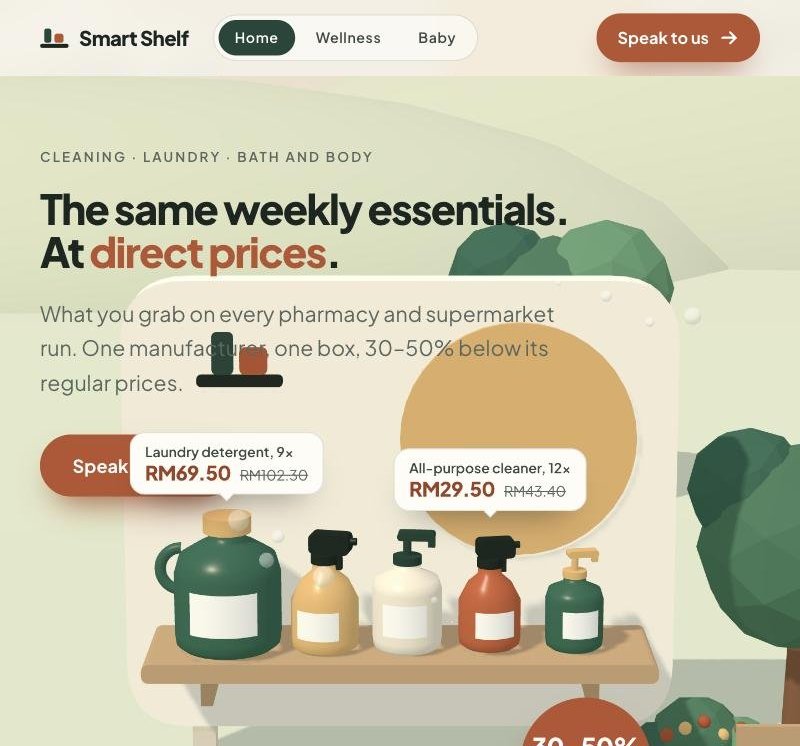 Smart Shelf
Home
Wellness
Baby
Speak to us
CLEANING · LAUNDRY · BATH AND BODY
The same weekly essentials.
At direct prices.
What you grab on every pharmacy and supermarket
run. One manufacturer, one box, 30–50% below its
regular prices.
Speak
Laundry detergent, 9×
RM69.50 RM102.30
All-purpose cleaner, 12×
RM29.50 RM43.40
30–50%